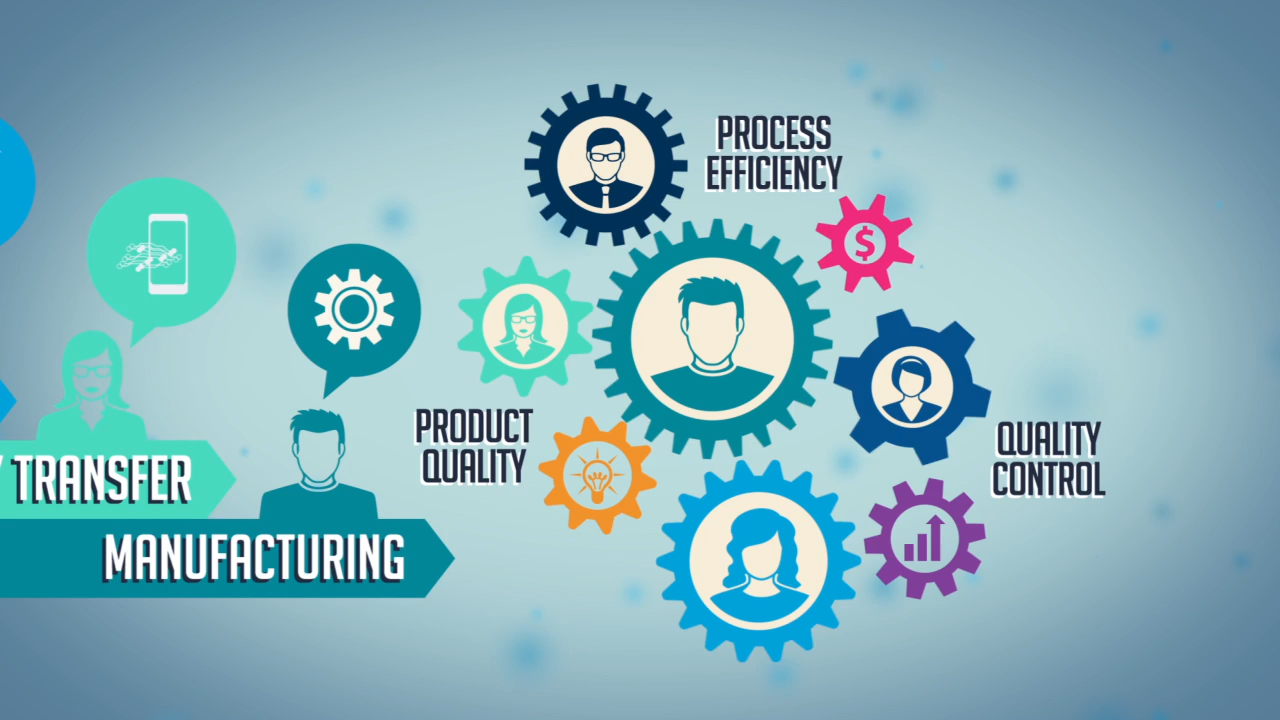 PROCESS
EFFICIENCY
$
PRODUCT
QUALITY
QUALITY
CONTROL
TRANSFER
MANUFACTURING